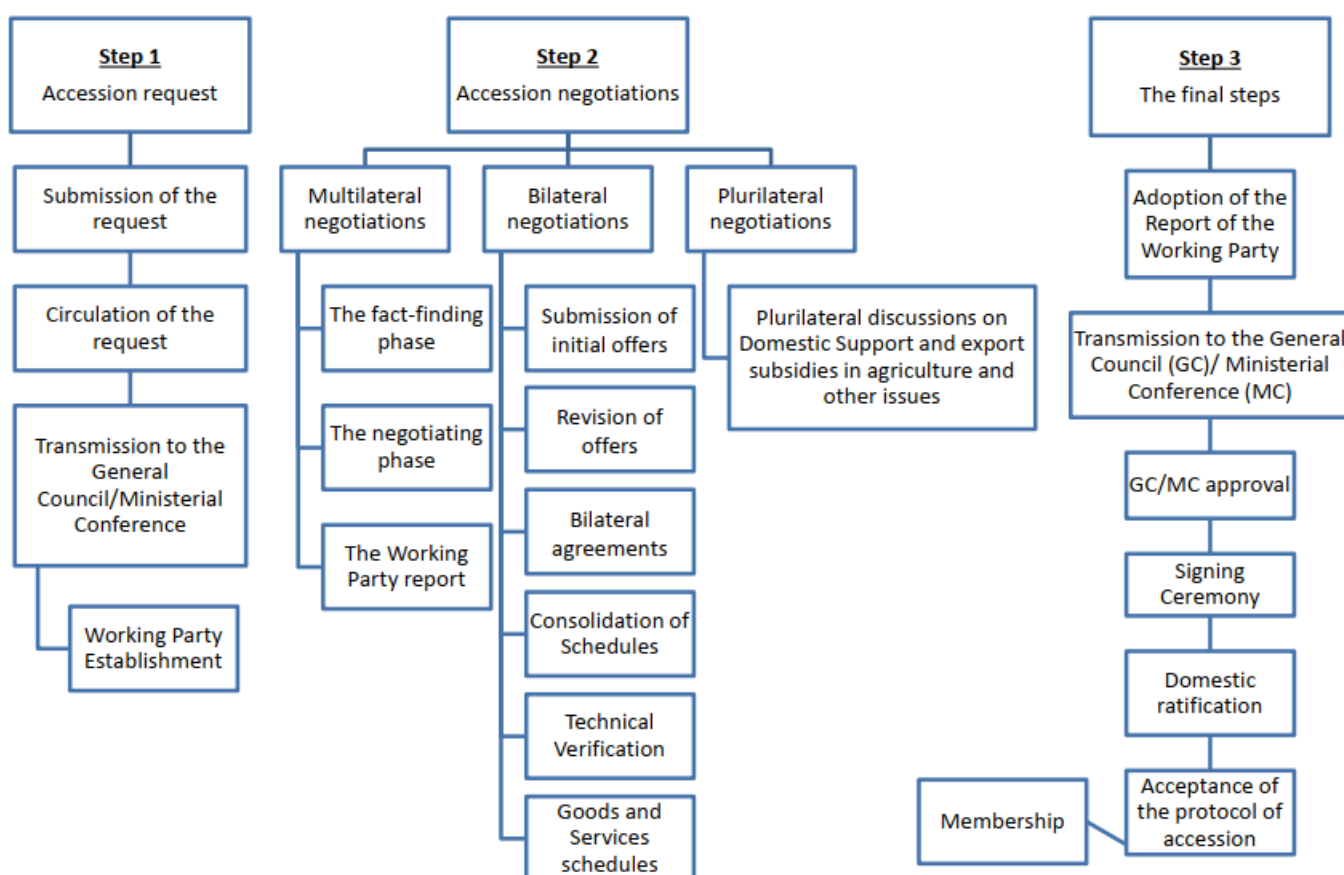 Step 1
Accession request
Submission of the
request
Circulation of the
request
Transmission to the
General
Council/Ministerial
Conference
Working Party
Establishment
Step 2
Accession negotiations
Multilateral
negotiations
The fact-finding
phase
The negotiating
phase
The Working
Party report
Bilateral
negotiations
Submission of
initial offers
Revision of
offers
Bilateral
agreements
Consolidation of
Schedules
Technical
Verification
Goods and
Services
schedules
Plurilateral
negotiations
Plurilateral discussions on
Domestic Support and export
subsidies in agriculture and
other issues
Step 3
The final steps
Adoption of the
Report of the
Working Party
Transmission to the General
Council (GC)/ Ministerial
Conference (MC)
GC/MC approval
Signing
Ceremony
Domestic
ratification
Acceptance of
the protocol of
accession
Membership